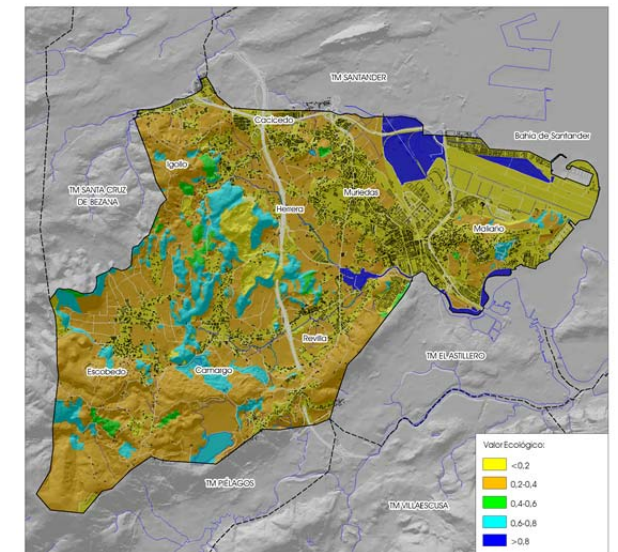 TM SANTANDER
Cacicedo
Bahía de Santander
Igollo
TM SANTA CRUZ
DE BEZANA
Muriedas
Herrera
Maliaño
Revilla
TM EL ASTILLERO
Escobedo
Camargo
TM PIÉLAGOS
TM VILLAESCUSA
Valor Ecológico:
<0,2
0,2-0,4
0,4-0,6
0,6-0,8
>0,8